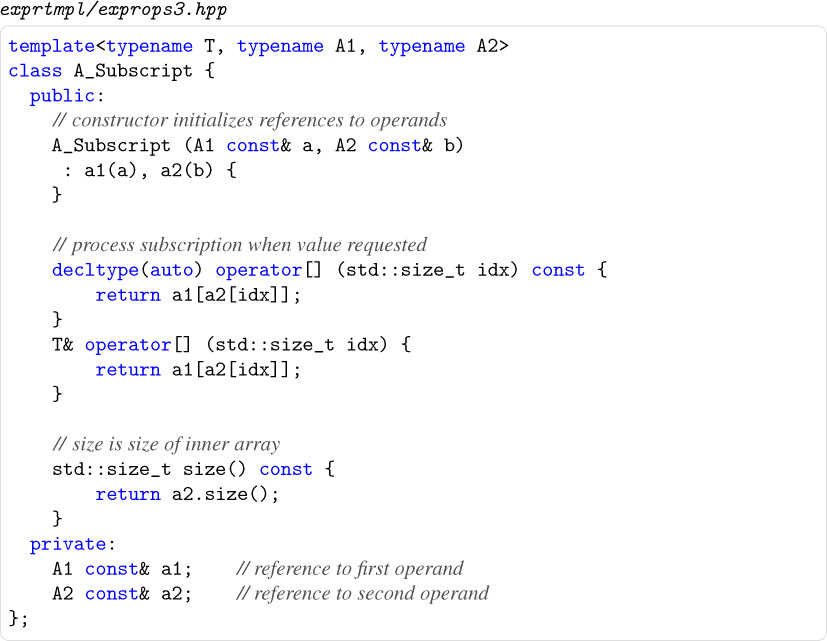 exprtmpl/exprops3.hpp
template<typename T, typename A1, typename A2>
class A_Subscript {
  public:
    // constructor initializes references to operands
    A_Subscript (A1 const& a, A2 const& b)
     : a1(a), a2(b) {
    }

    // process subscription when value requested
    decltype(auto) operator[] (std::size_t idx) const {
        return a1[a2[idx]];
    }
    T& operator[] (std::size_t idx) {
        return a1[a2[idx]];
    }

    // size is size of inner array
    std::size_t size() const {
        return a2.size();
    }
  private:
    A1 const& a1;    // reference to first operand
    A2 const& a2;    // reference to second operand
};